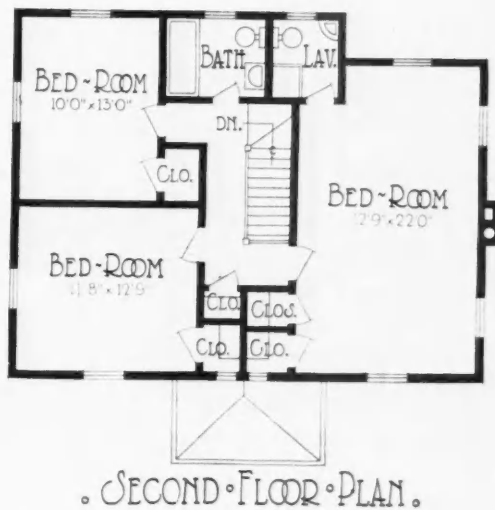 BATH
LAV.
BED~ROOM
10'0"x13'0"
DN.
CLO.
BED~ROOM
12'9"x22'0"
BED~ROOM
11'8"x12'9"
CLO.
CLOS.
CLO.
CLO.
SECOND·FLOOR·PLAN.